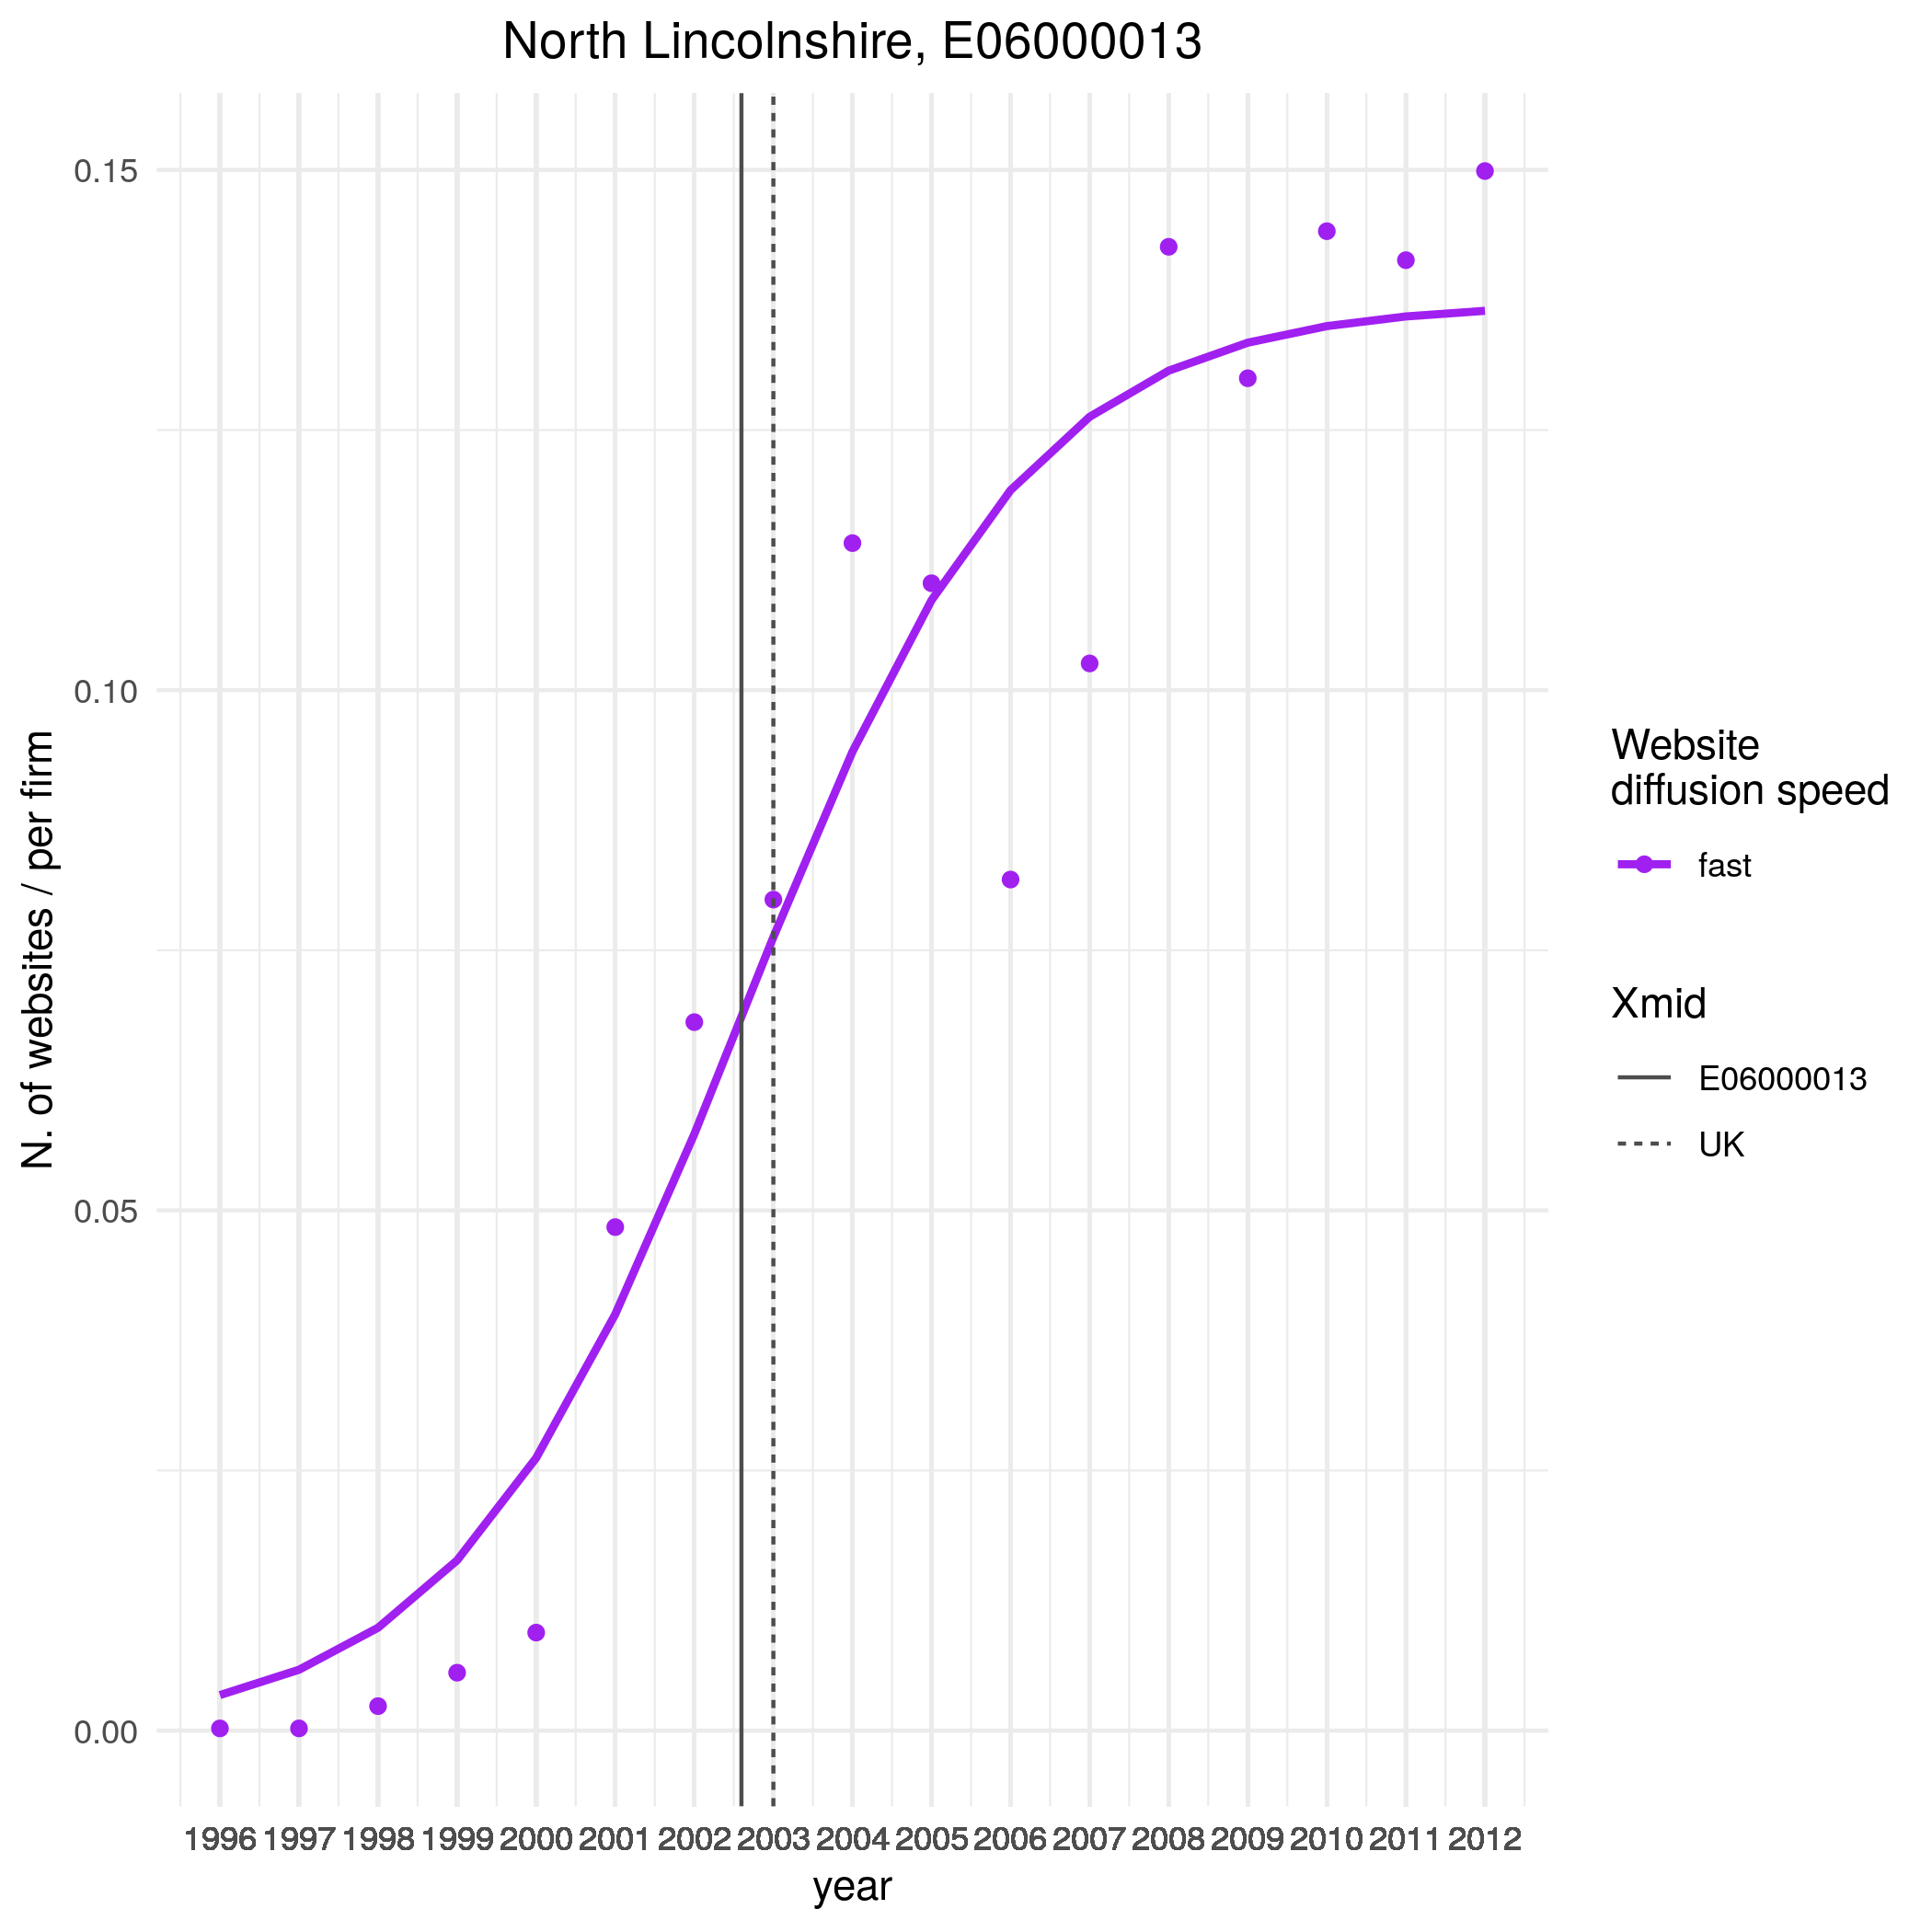 North Lincolnshire, E06000013
N. of websites / per firm
0.15
0.10
0.05
0.00
1996 1997 1998 1999 2000 2001 2002 2003 2004 2005 2006 2007 2008 2009 2010 2011 2012
year
Website
diffusion speed
fast
Xmid
E06000013
UK